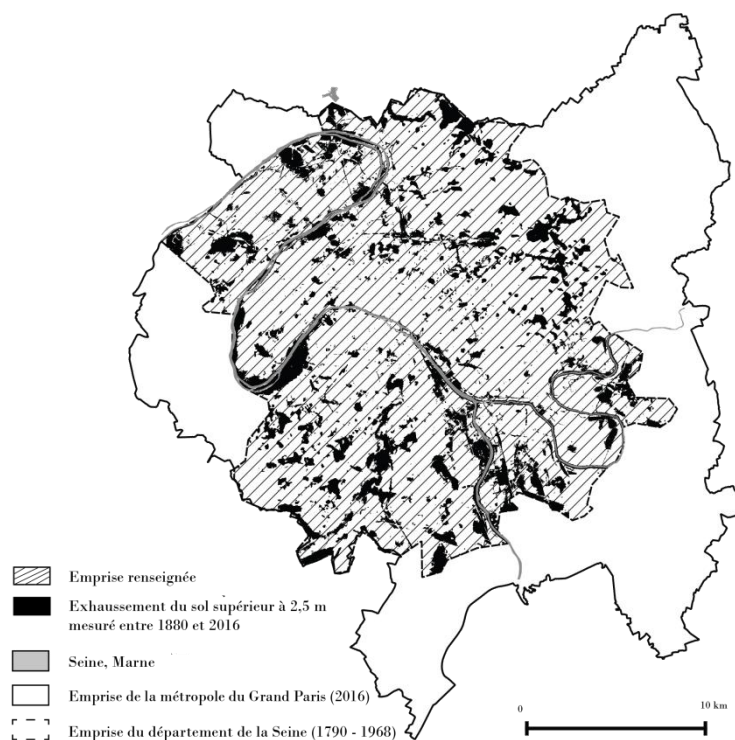 Emprise renseignée
Exhaussement du sol supérieur à 2,5 m
mesuré entre 1880 et 2016
Seine, Marne
Emprise de la métropole du Grand Paris (2016)
Emprise du département de la Seine (1790 - 1968)
0
10 km